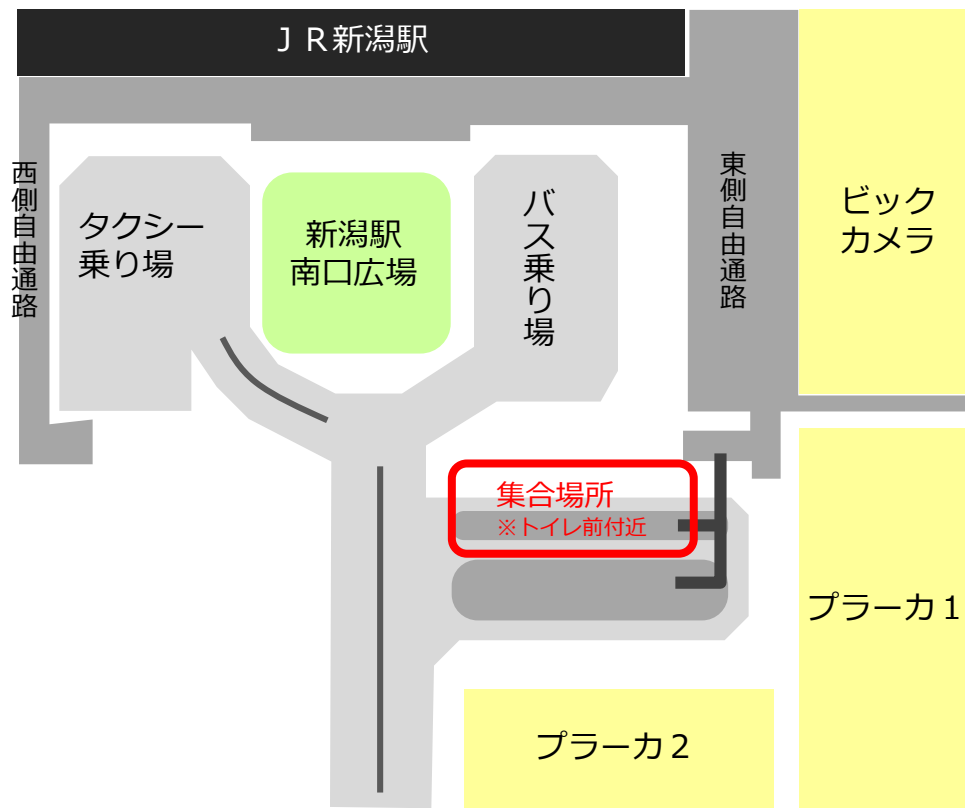 ＪＲ新潟駅
西側自由通路
タクシー
乗り場
新潟駅
南口広場
バス乗り場
東側自由通路
ビック
カメラ
集合場所
※トイレ前付近
プラーカ１
プラーカ２